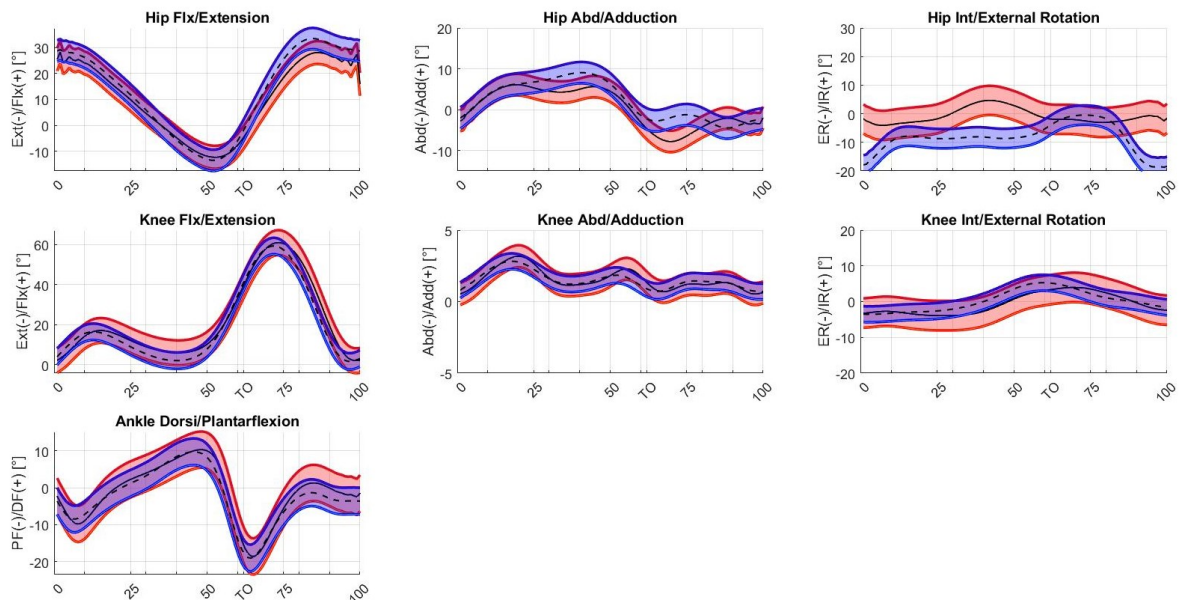 Hip Flx/Extension
Ext(-)/Flx(+) [°]
30
20
10
0
-10
0 25 50 TO 75 100
Hip Abd/Adduction
Abd(-)/Add(+) [°]
20
10
0
-10
0 25 50 TO 75 100
Hip Int/External Rotation
ER(-)/IR(+) [°]
30
20
10
0
-10
-20
0 25 50 TO 75 100
Knee Flx/Extension
Ext(-)/Flx(+) [°]
60
40
20
0
0 25 50 TO 75 100
Knee Abd/Adduction
Abd(-)/Add(+) [°]
5
0
-5
0 25 50 TO 75 100
Knee Int/External Rotation
ER(-)/IR(+) [°]
20
10
0
-10
-20
0 25 50 TO 75 100
Ankle Dorsi/Plantarflexion
PF(-)/DF(+) [°]
10
0
-10
-20
0 25 50 TO 75 100